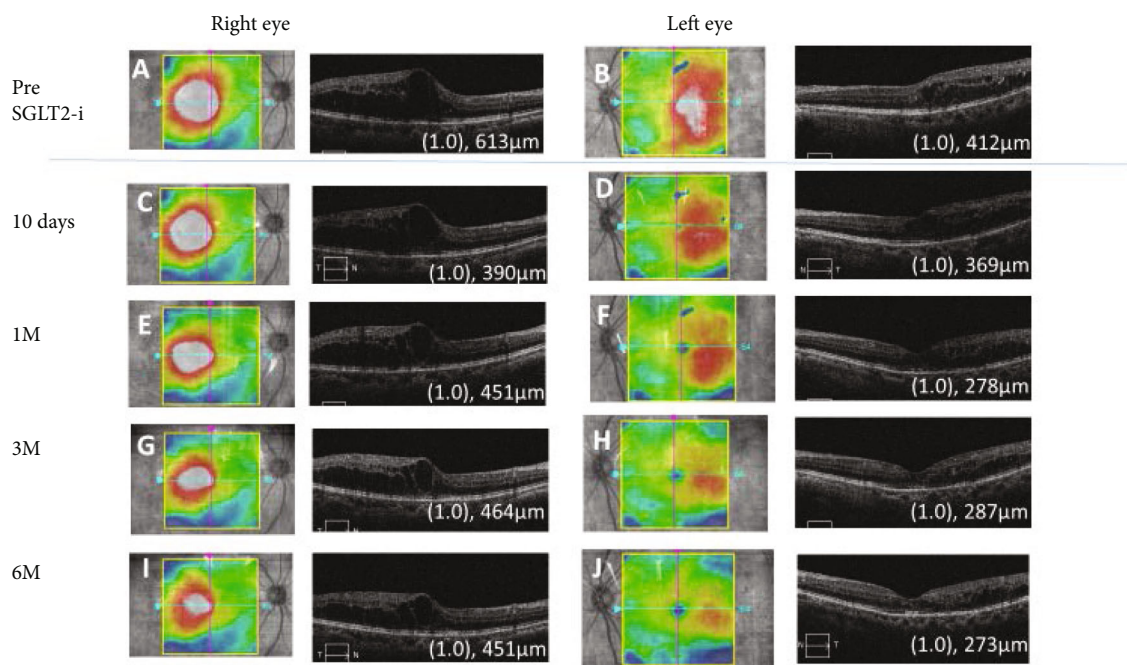 Right eye Left eye
Pre
SGLT2-i
A (1.0), 613μm B (1.0), 412μm
10 days
C T N (1.0), 390μm D N T (1.0), 369μm
1M
E (1.0), 451μm F (1.0), 278μm
3M
G T N (1.0), 464μm H (1.0), 287μm
6M
I T N (1.0), 451μm J N T (1.0), 273μm